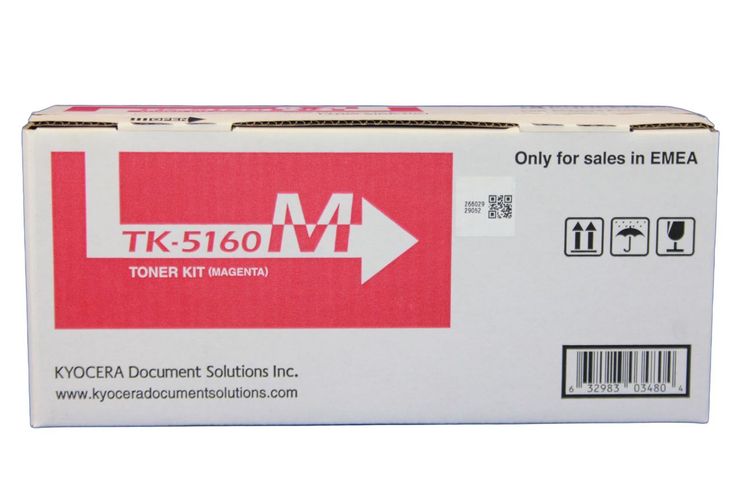 OPEN
Only for sales in EMEA
266029
29052
TK-5160 M
TONER KIT (MAGENTA)
KYOCERA Document Solutions Inc.
www.kyoceradocumentsolutions.com
6 32983 03480 4